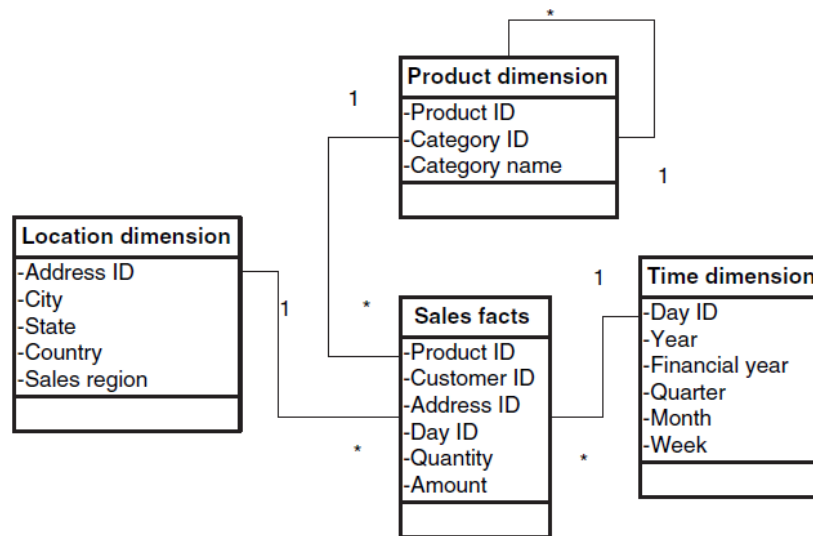 *
Product dimension
1
-Product ID
-Category ID
-Category name
1
Location dimension
-Address ID
-City
-State
-Country
-Sales region
1
*
Sales facts
-Product ID
-Customer ID
-Address ID
-Day ID
-Quantity
-Amount
*
1
*
Time dimension
-Day ID
-Year
-Financial year
-Quarter
-Month
-Week